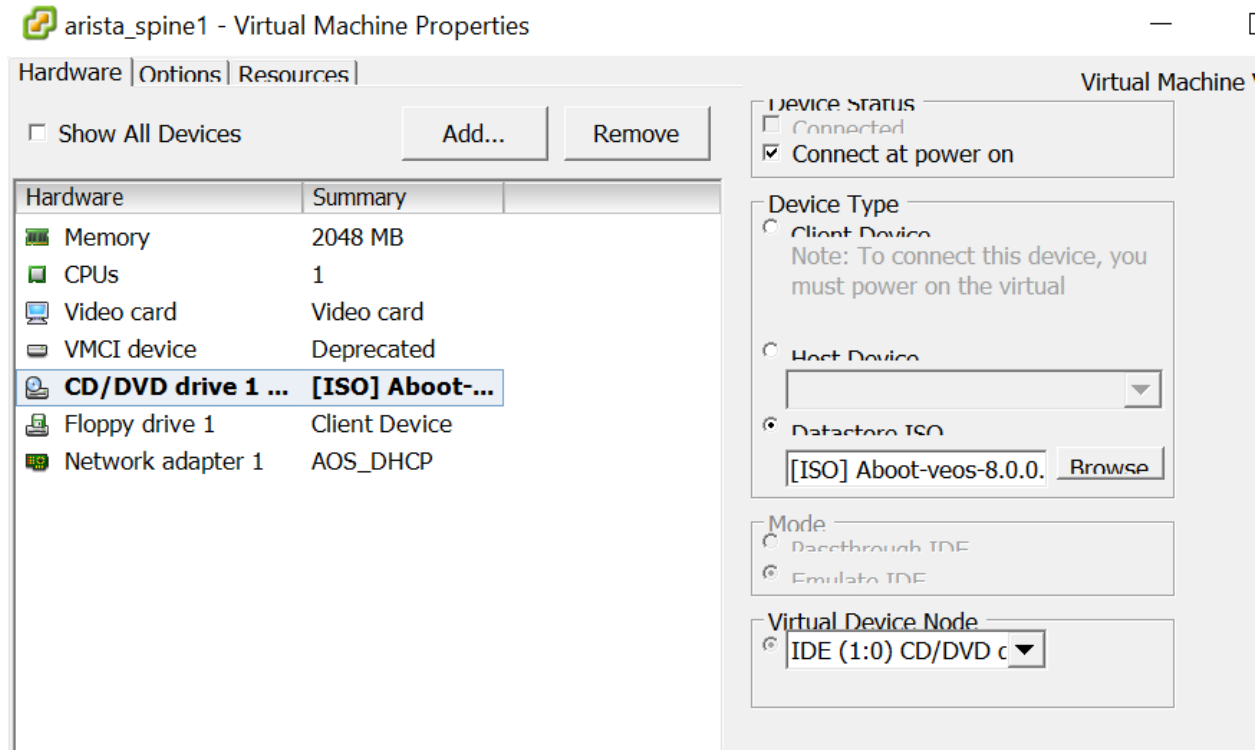 arista_spine1 - Virtual Machine Properties
Hardware Options Resources
Virtual Machine
Show All Devices
Add...
Remove
Hardware Summary
Memory 2048 MB
CPUs 1
Video card Video card
VMCI device Deprecated
CD/DVD drive 1 ... [ISO] Aboot-...
Floppy drive 1 Client Device
Network adapter 1 AOS_DHCP
Device Status
Connected
Connect at power on
Device Type
Client Device
Note: To connect this device, you
must power on the virtual
Host Device
Datastore ISO
[ISO] Aboot-veos-8.0.0.
Browse
Mode
Passthrough IDE
Emulate IDE
Virtual Device Node
IDE (1:0) CD/DVD